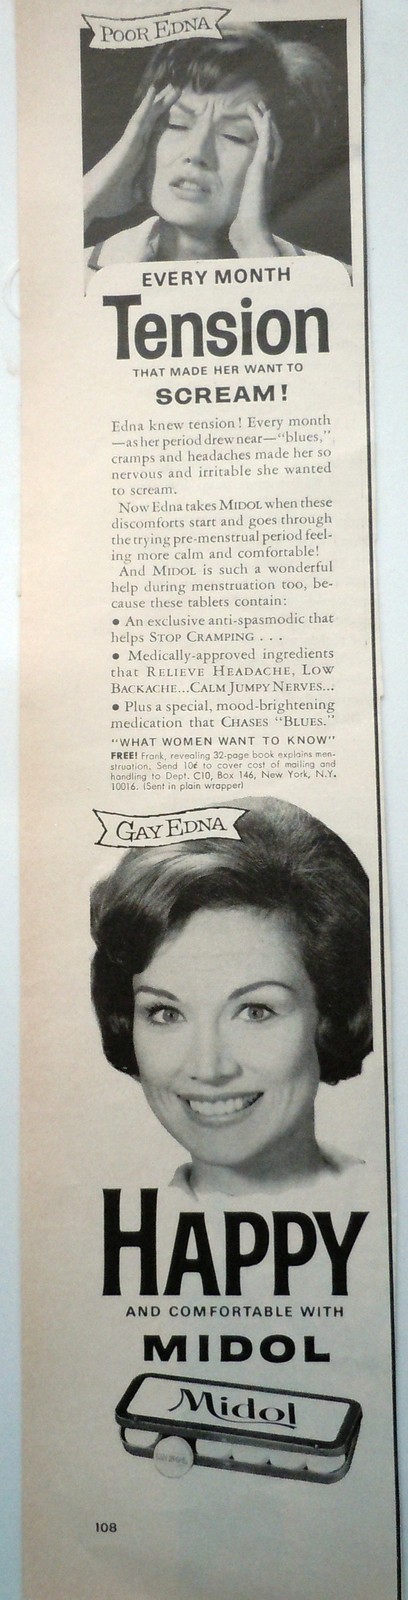 POOR EDNA
EVERY MONTH
Tension
THAT MADE HER WANT TO
SCREAM!
Edna knew tension! Every month
—as her period drew near—"blues,"
cramps and headaches made her so
nervous and irritable she wanted
to scream.
Now Edna takes MIDOL when these
discomforts start and goes through
the trying pre-menstrual period feel-
ing more calm and comfortable!
And MIDOL is such a wonderful
help during menstruation too, be-
cause these tablets contain:
• An exclusive anti-spasmodic that
helps STOP CRAMPING . . .
• Medically-approved ingredients
that RELIEVE HEADACHE, LOW
BACKACHE...CALM JUMPY NERVES...
• Plus a special, mood-brightening
medication that CHASES "BLUES."
"WHAT WOMEN WANT TO KNOW"
FREE! Frank, revealing 32-page book explains men-
struation. Send 10¢ to cover cost of mailing and
handling to Dept. C10, Box 146, New York, N.Y.
10016. (Sent in plain wrapper)
GAY EDNA
HAPPY
AND COMFORTABLE WITH
MIDOL
Midol
108